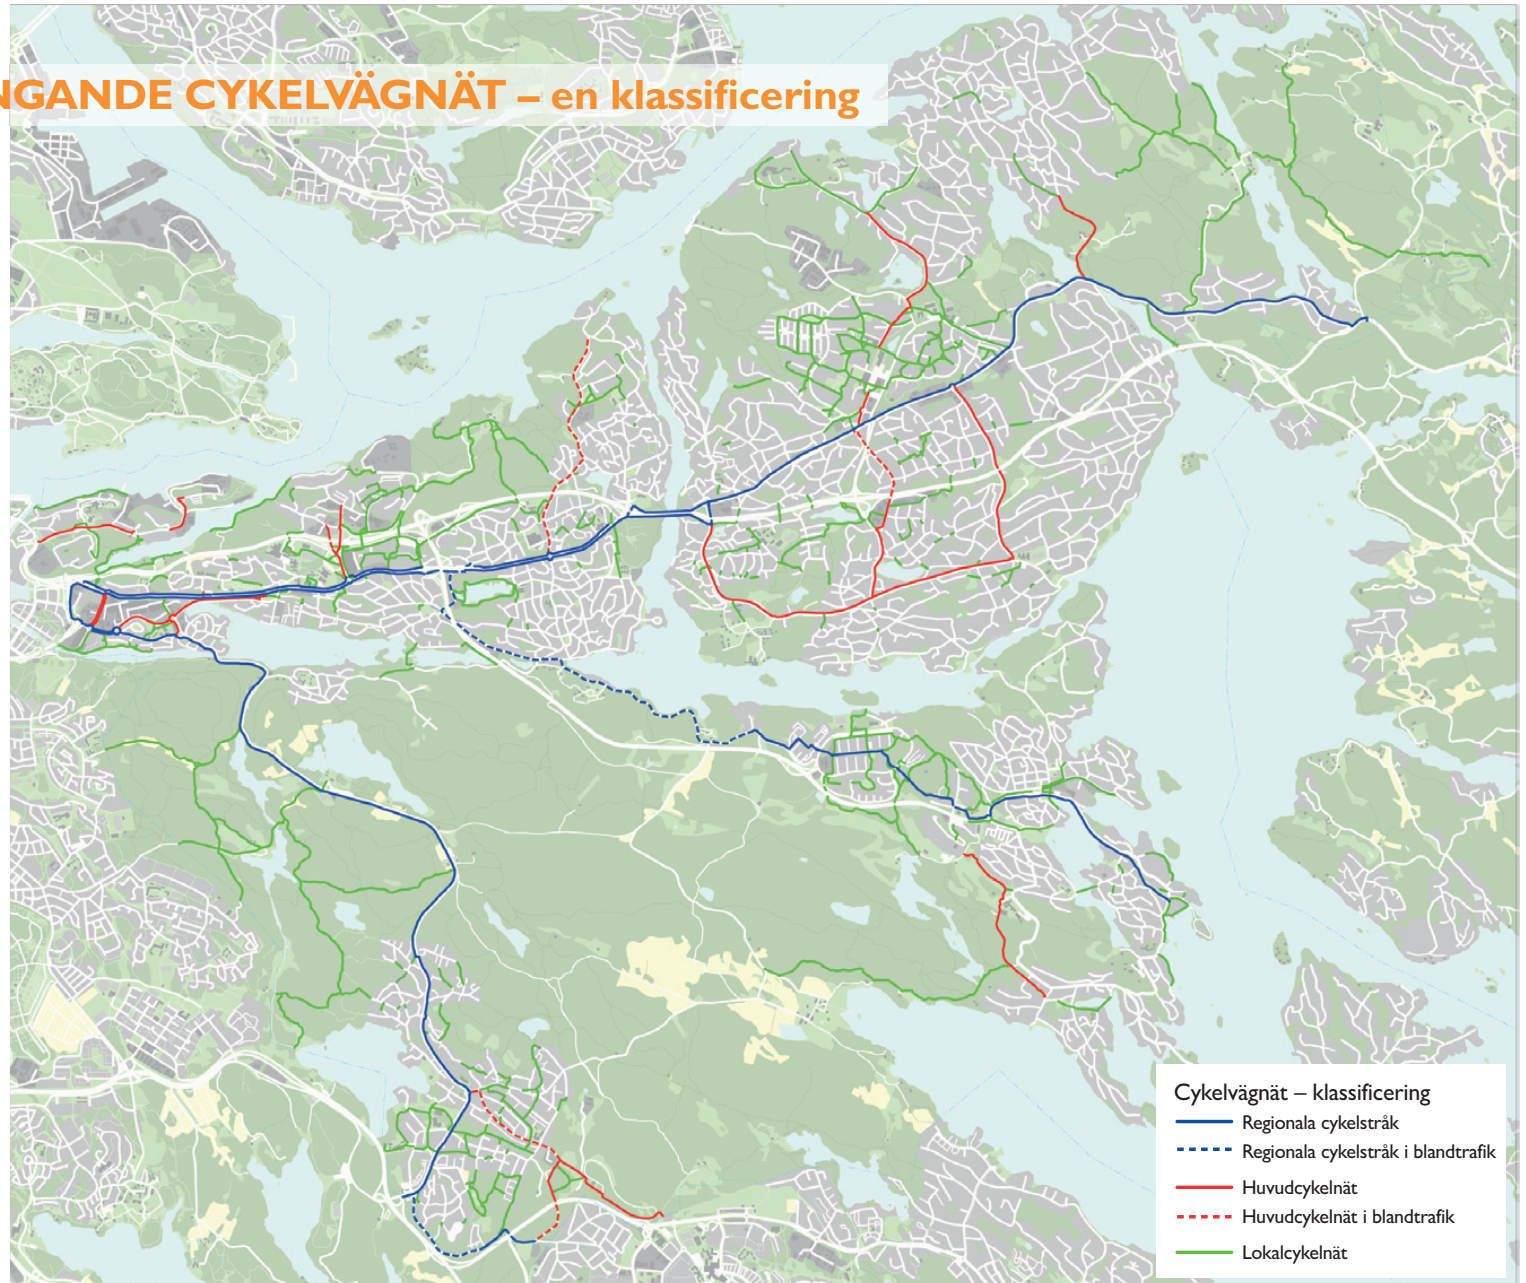 NGANDE CYKELVÄGNÄT – en klassificering
Cykelvägnät – klassificering
Regionala cykelstråk
Regionala cykelstråk i blandtrafik
Huvudcykelnät
Huvudcykelnät i blandtrafik
Lokalcykelnät